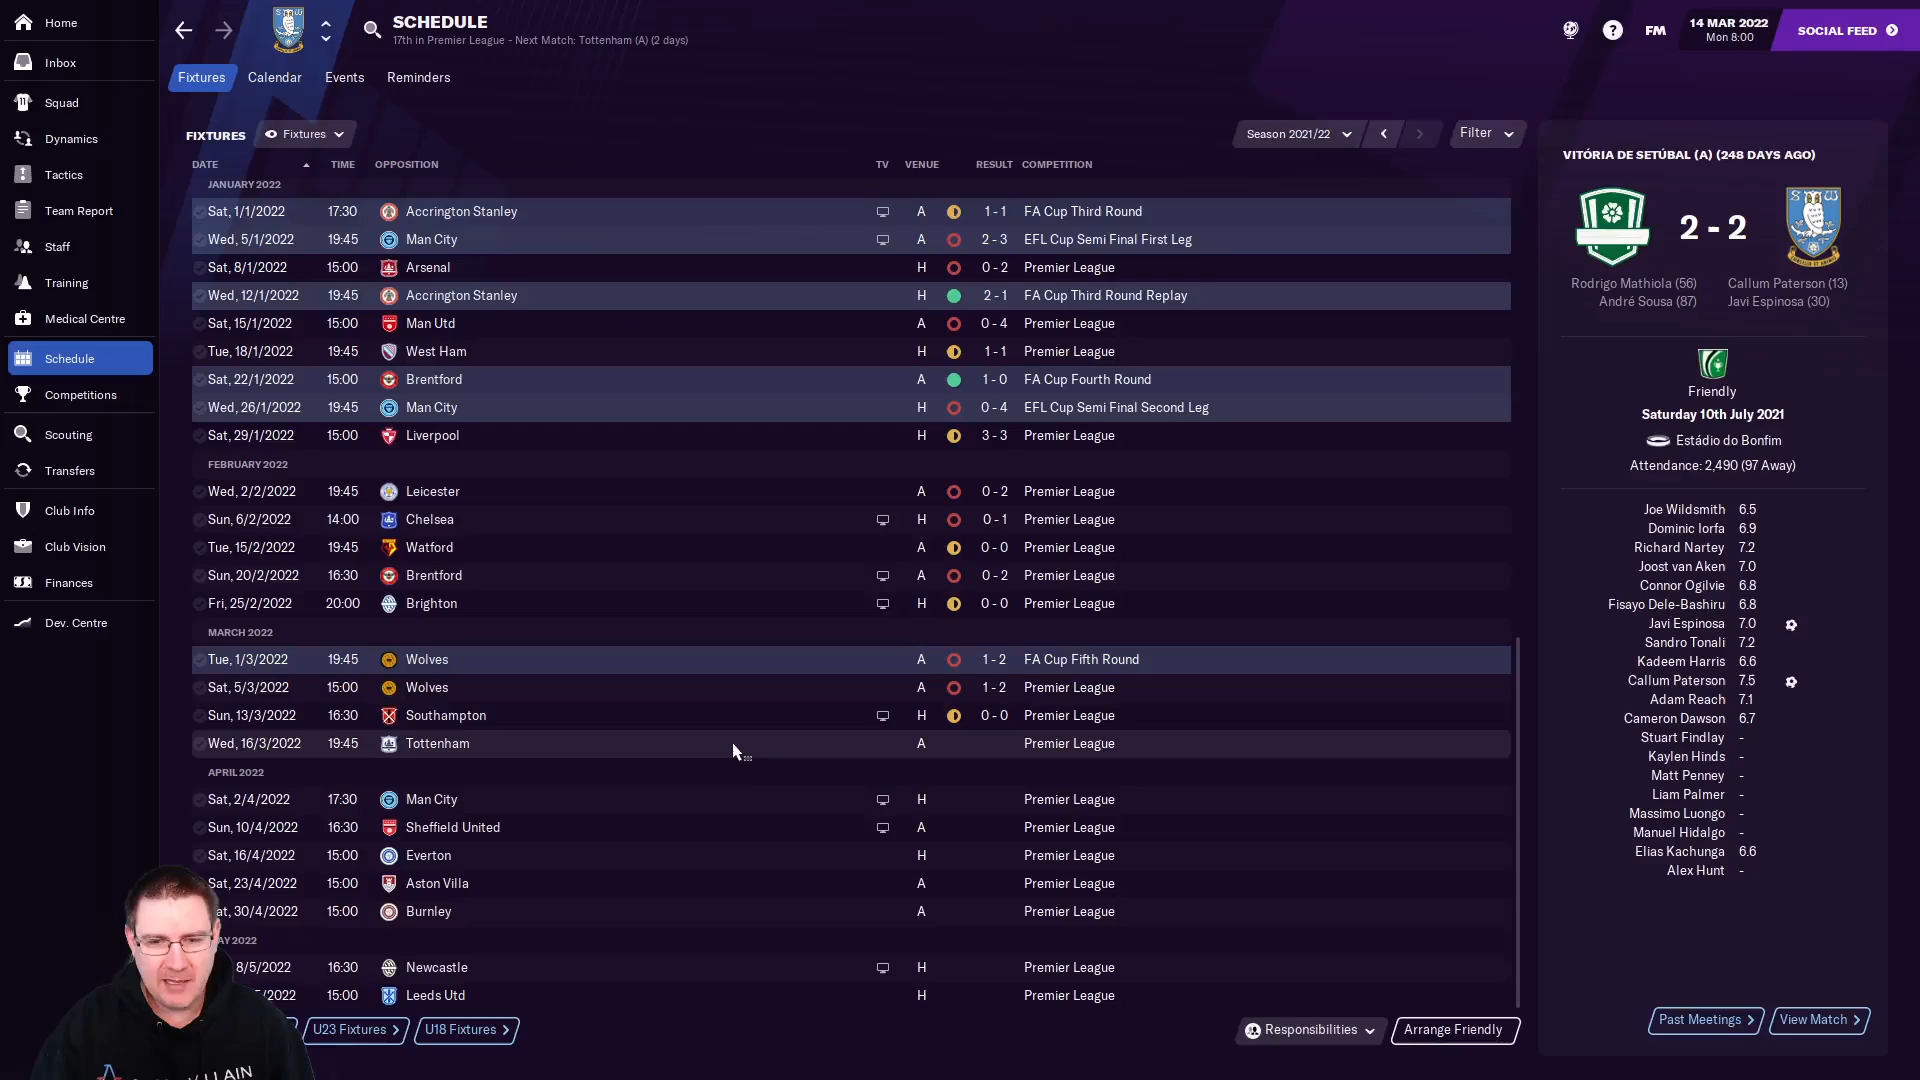 Home
Inbox
Squad
Dynamics
Tactics
Team Report
Staff
Training
Medical Centre
Schedule
Competitions
Scouting
Transfers
Club Info
Club Vision
Finances
Dev. Centre
SCHEDULE
17th in Premier League - Next Match: Tottenham (A) (2 days)
FM
14 MAR 2022
Mon 8:00
SOCIAL FEED
Fixtures Calendar Events Reminders
FIXTURES Fixtures Season 2021/22 Filter
DATE TIME OPPOSITION TV VENUE RESULT COMPETITION
JANUARY 2022
Sat, 1/1/2022 17:30 Accrington Stanley A 1 - 1 FA Cup Third Round
Wed, 5/1/2022 19:45 Man City A 2 - 3 EFL Cup Semi Final First Leg
Sat, 8/1/2022 15:00 Arsenal H 0 - 2 Premier League
Wed, 12/1/2022 19:45 Accrington Stanley H 2 - 1 FA Cup Third Round Replay
Sat, 15/1/2022 15:00 Man Utd A 0 - 4 Premier League
Tue, 18/1/2022 19:45 West Ham H 1 - 1 Premier League
Sat, 22/1/2022 15:00 Brentford A 1 - 0 FA Cup Fourth Round
Wed, 26/1/2022 19:45 Man City H 0 - 4 EFL Cup Semi Final Second Leg
Sat, 29/1/2022 15:00 Liverpool H 3 - 3 Premier League
FEBRUARY 2022
Wed, 2/2/2022 19:45 Leicester A 0 - 2 Premier League
Sun, 6/2/2022 14:00 Chelsea H 0 - 1 Premier League
Tue, 15/2/2022 19:45 Watford A 0 - 0 Premier League
Sun, 20/2/2022 16:30 Brentford A 0 - 2 Premier League
Fri, 25/2/2022 20:00 Brighton H 0 - 0 Premier League
MARCH 2022
Tue, 1/3/2022 19:45 Wolves A 1 - 2 FA Cup Fifth Round
Sat, 5/3/2022 15:00 Wolves A 1 - 2 Premier League
Sun, 13/3/2022 16:30 Southampton H 0 - 0 Premier League
Wed, 16/3/2022 19:45 Tottenham A Premier League
APRIL 2022
Sat, 2/4/2022 17:30 Man City H Premier League
Sun, 10/4/2022 16:30 Sheffield United A Premier League
Sat, 16/4/2022 15:00 Everton H Premier League
Sat, 23/4/2022 15:00 Aston Villa A Premier League
at, 30/4/2022 15:00 Burnley A Premier League
AY 2022
8/5/2022 16:30 Newcastle H Premier League
/2022 15:00 Leeds Utd H Premier League
U23 Fixtures U18 Fixtures Responsibilities Arrange Friendly
VITÓRIA DE SETÚBAL (A) (248 DAYS AGO)
2 - 2
Rodrigo Mathiola (56) Callum Paterson (13)
André Sousa (87) Javi Espinosa (30)
Friendly
Saturday 10th July 2021
Estádio do Bonfim
Attendance: 2,490 (97 Away)
Joe Wildsmith 6.5
Dominic Iorfa 6.9
Richard Nartey 7.2
Joost van Aken 7.0
Connor Ogilvie 6.8
Fisayo Dele-Bashiru 6.8
Javi Espinosa 7.0
Sandro Tonali 7.2
Kadeem Harris 6.6
Callum Paterson 7.5
Adam Reach 7.1
Cameron Dawson 6.7
Stuart Findlay -
Kaylen Hinds -
Matt Penney -
Liam Palmer -
Massimo Luongo -
Manuel Hidalgo -
Elias Kachunga 6.6
Alex Hunt -
Past Meetings View Match